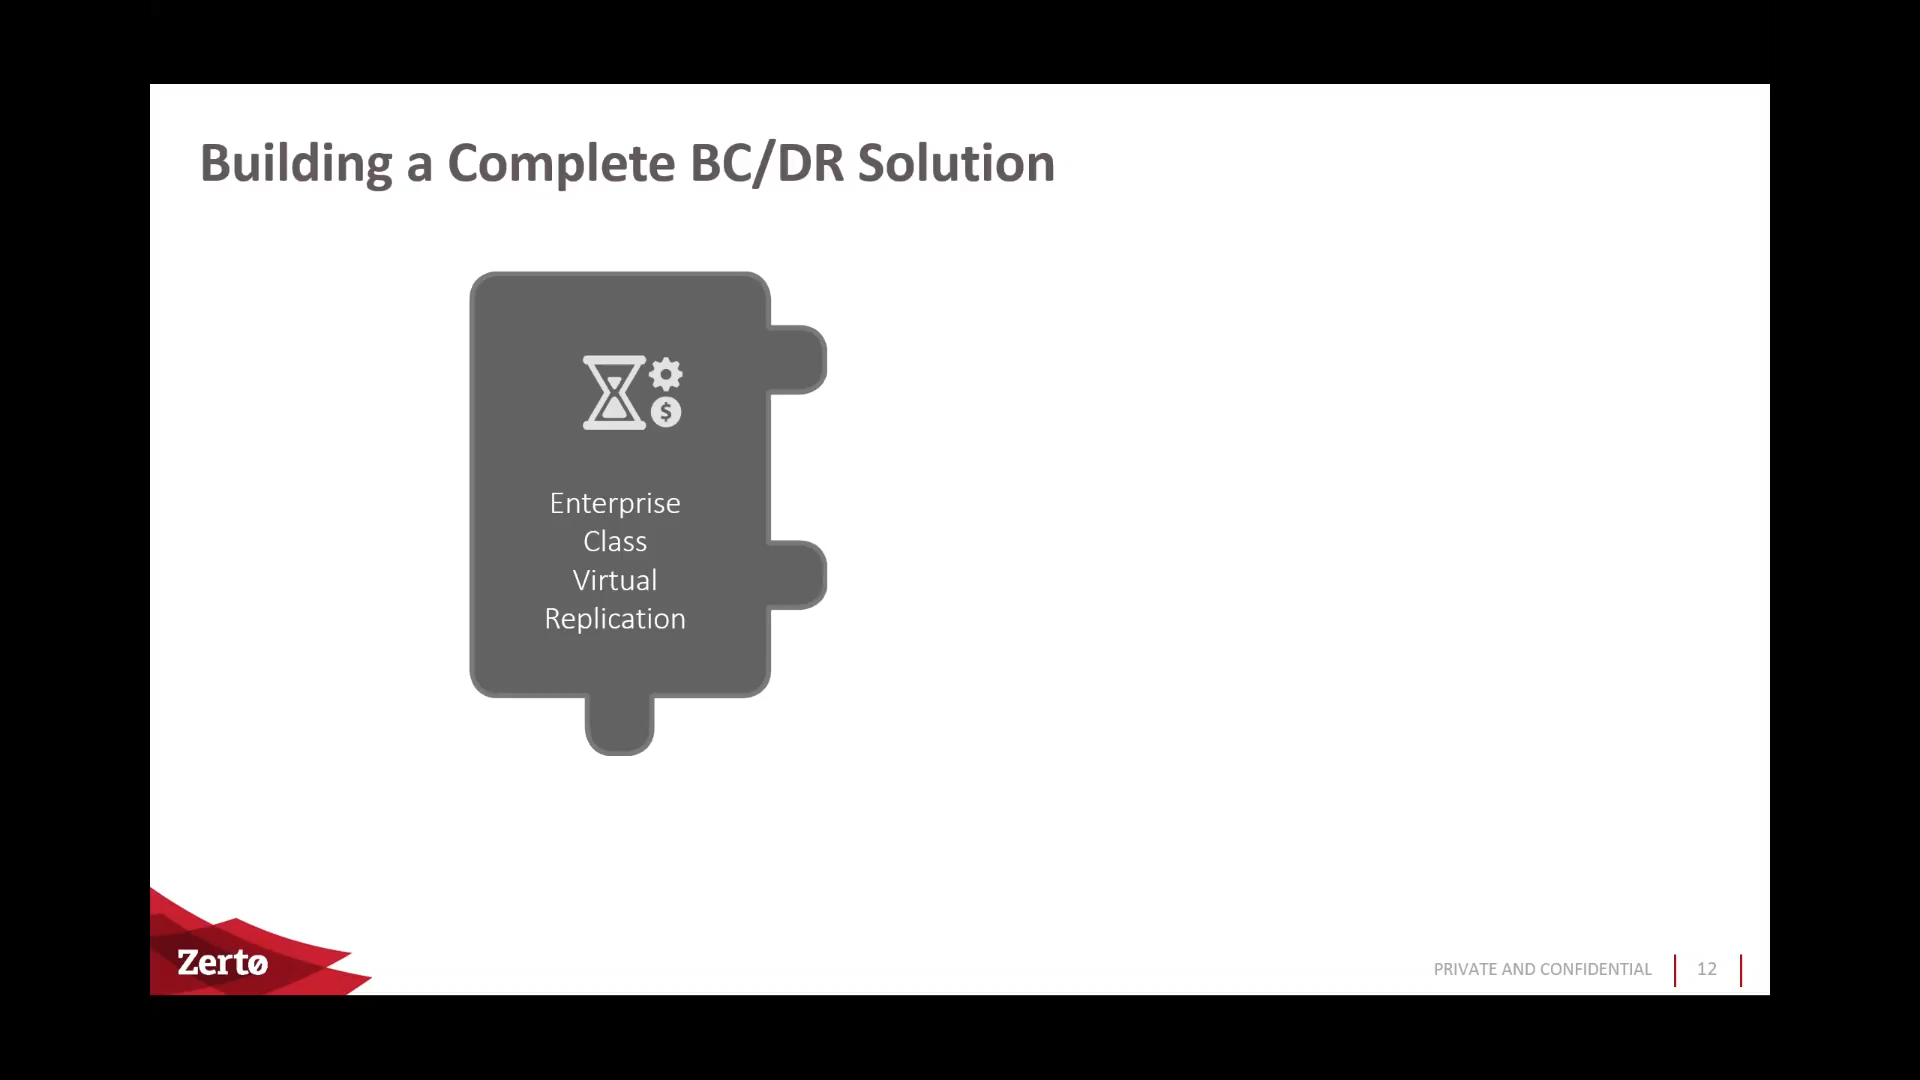 Building a Complete BC/DR Solution
$
Enterprise
Class
Virtual
Replication
Zertø
PRIVATE AND CONFIDENTIAL
12